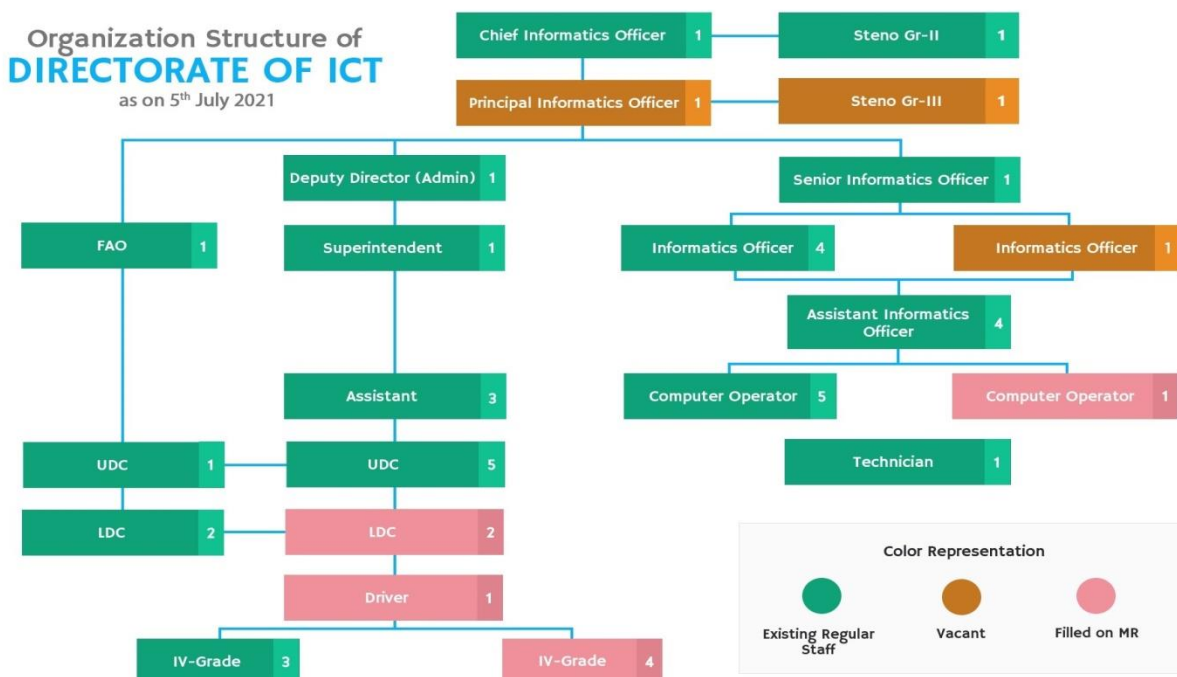 Organization Structure of
DIRECTORATE OF ICT
as on 5th July 2021
Chief Informatics Officer 1
Steno Gr-II 1
Principal Informatics Officer 1
Steno Gr-III 1
Deputy Director (Admin) 1
Senior Informatics Officer 1
FAO 1
Superintendent 1
Informatics Officer 4
Informatics Officer 1
Assistant Informatics
Officer
4
Assistant 3
Computer Operator 5
Computer Operator 1
UDC 1
UDC 5
Technician 1
LDC 2
LDC 2
Driver 1
IV-Grade 3
IV-Grade 4
Color Representation
Existing Regular
Staff
Vacant
Filled on MR